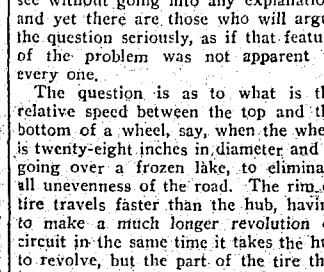 see without going into any explanation
and yet there are those who will argu
the question seriously, as if that featu
of the problem was not apparent
every one.
The question is as to what is th
relative speed between the top and th
bottom of a wheel, say, when the whe
is twenty-eight inches in diameter and
going over a frozen lake, to elimina
all unevenness of the road. The rim
tire travels faster than the hub, havin
to make a much longer revolution
circuit in the same time it takes the hu
to revolve, but the part of the tire th